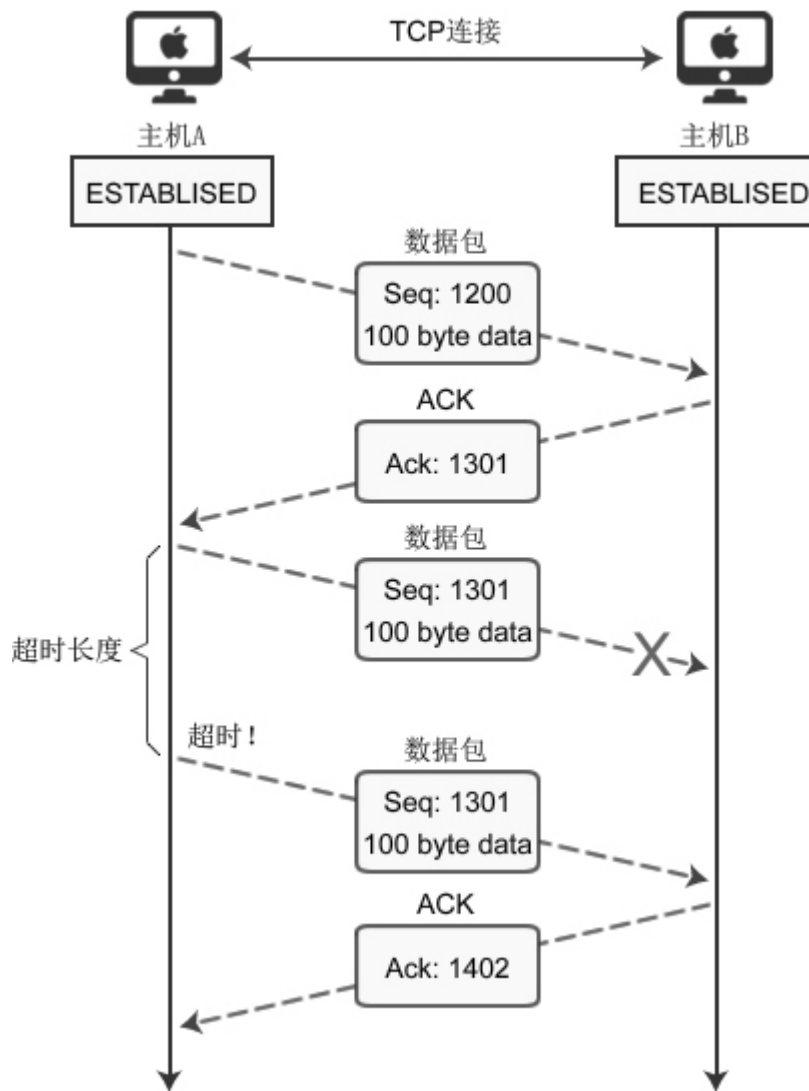 TCP连接
主机A
主机B
ESTABLISED
ESTABLISED
数据包
Seq: 1200
100 byte data
ACK
Ack: 1301
数据包
Seq: 1301
100 byte data
超时长度
超时！
数据包
Seq: 1301
100 byte data
ACK
Ack: 1402